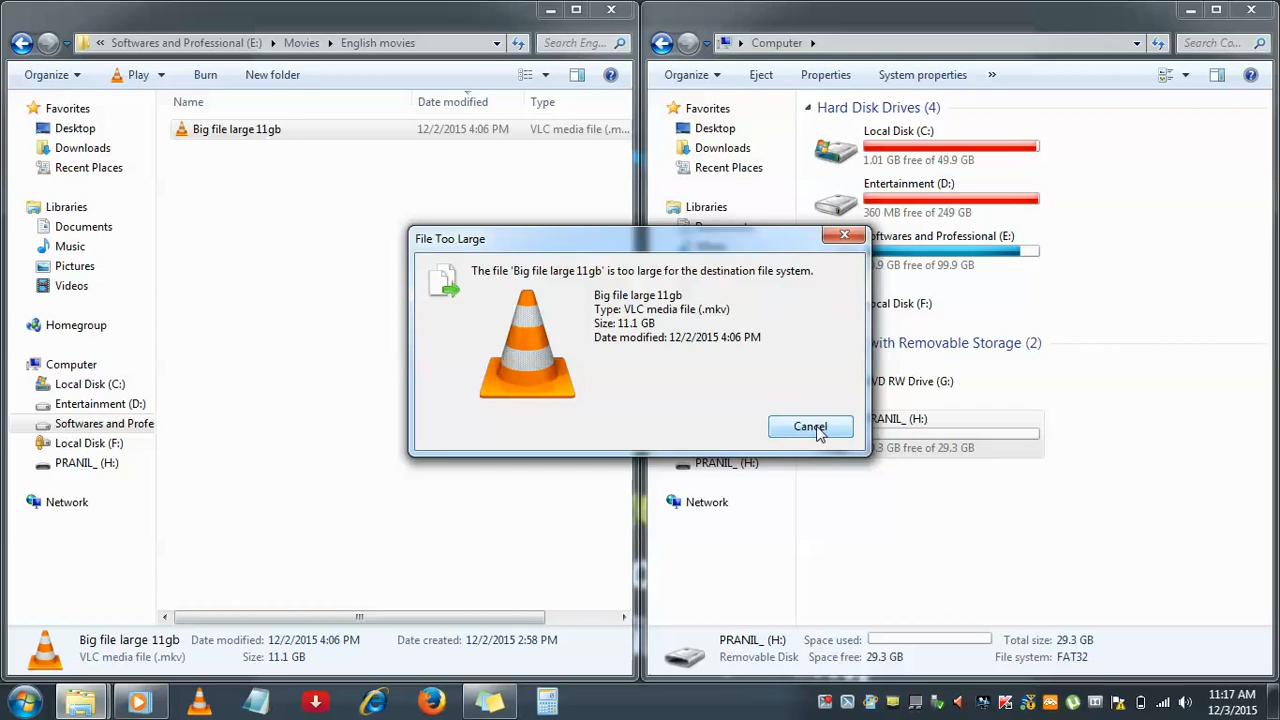 « Softwares and Professional (E:) Movies English movies
Search Eng...
Organize Play Burn New folder
Favorites
Desktop
Downloads
Recent Places
Libraries
Documents
Music
Pictures
Videos
Homegroup
Computer
Local Disk (C:)
Entertainment (D:)
Softwares and Profe
Local Disk (F:)
PRANIL_ (H:)
Network
Name Date modified Type
Big file large 11gb 12/2/2015 4:06 PM VLC media file (.m...
Big file large 11gb Date modified: 12/2/2015 4:06 PM Date created: 12/2/2015 2:58 PM
VLC media file (.mkv) Size: 11.1 GB
Computer
Search Co...
Organize Eject Properties System properties »
Favorites
Desktop
Downloads
Recent Places
Libraries
PRANIL_ (H:)
Network
Hard Disk Drives (4)
Local Disk (C:)
1.01 GB free of 49.9 GB
Entertainment (D:)
360 MB free of 249 GB
oftwares and Professional (E:)
9.9 GB free of 99.9 GB
ocal Disk (F:)
with Removable Storage (2)
VD RW Drive (G:)
RANIL_ (H:)
9.3 GB free of 29.3 GB
PRANIL_ (H:) Space used: Total size: 29.3 GB
Removable Disk Space free: 29.3 GB File system: FAT32
File Too Large
The file 'Big file large 11gb' is too large for the destination file system.
Big file large 11gb
Type: VLC media file (.mkv)
Size: 11.1 GB
Date modified: 12/2/2015 4:06 PM
Cancel
11:17 AM
12/3/2015